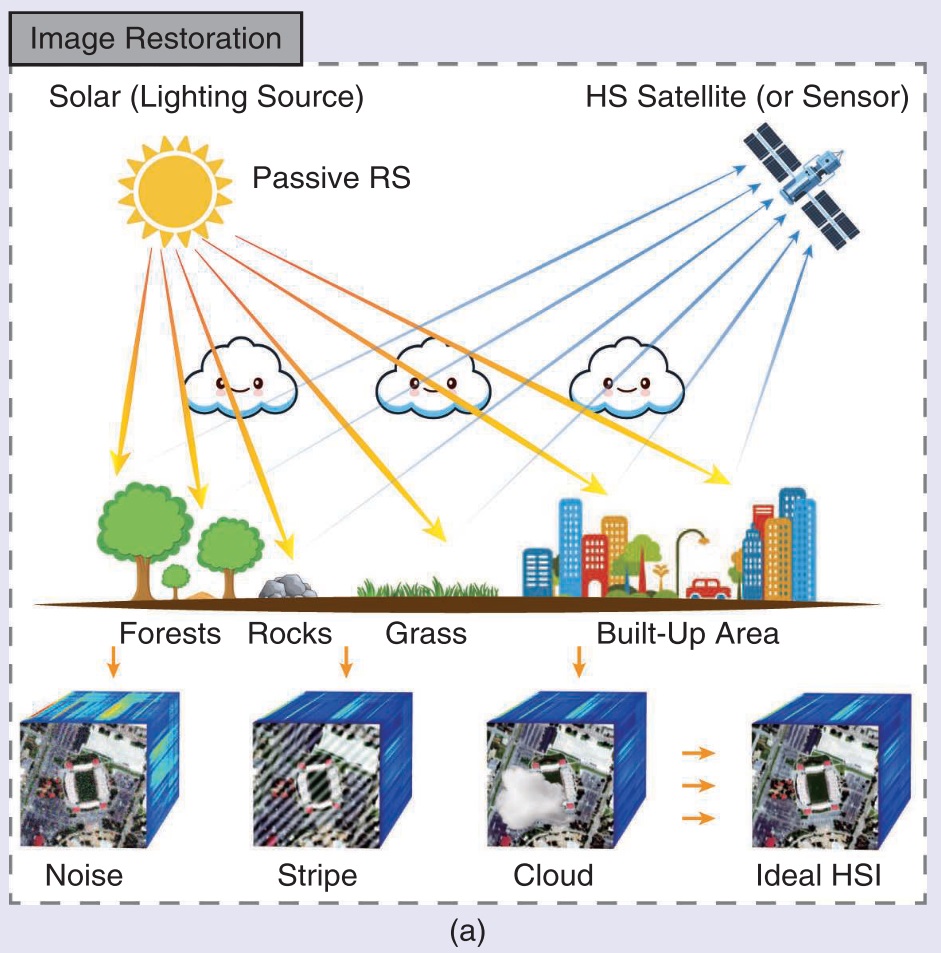 Image Restoration
Solar (Lighting Source)
HS Satellite (or Sensor)
Passive RS
Forests
Rocks
Grass
Built-Up Area
Noise
Stripe
Cloud
Ideal HSI
(a)